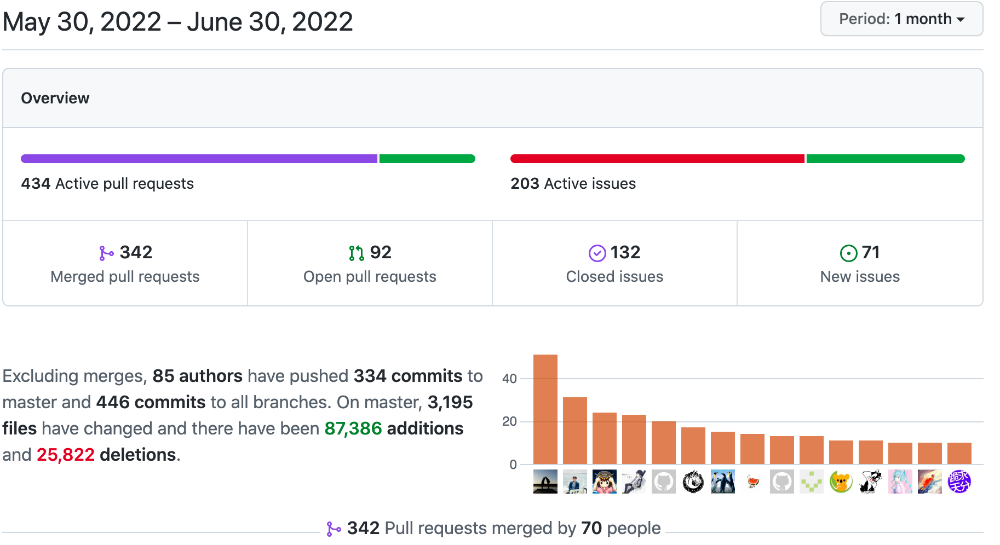 May 30, 2022 – June 30, 2022
Period: 1 month
Overview
434 Active pull requests
203 Active issues
342
Merged pull requests
92
Open pull requests
132
Closed issues
71
New issues
Excluding merges, 85 authors have pushed 334 commits to
master and 446 commits to all branches. On master, 3,195
files have changed and there have been 87,386 additions
and 25,822 deletions.
40
20
0
342 Pull requests merged by 70 people